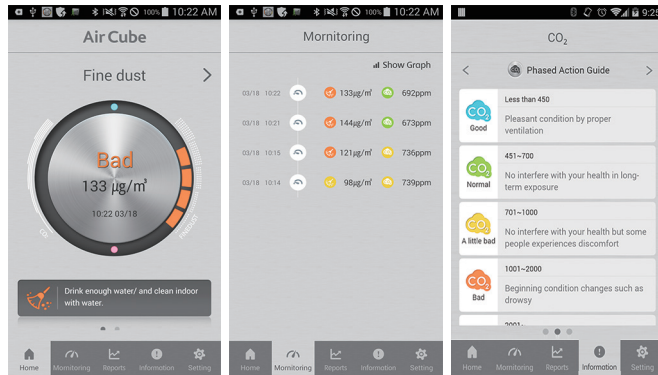 100% 10:22 AM
Air Cube
Fine dust
Bad
133 µg/m³
10:22 03/18
CO₂
FINEDUST
Drink enough water/ and clean indoor
with water.
Home Mornitoring Reports Information Setting
100% 10:22 AM
Mornitoring
Show Graph
03/18 10:22 133µg/m³ 692ppm
03/18 10:21 144µg/m³ 673ppm
03/18 10:15 121µg/m³ 736ppm
03/18 10:14 98µg/m³ 739ppm
Home Mornitoring Reports Information Setting
9:25
CO₂
Phased Action Guide
CO₂
Good
Less than 450
Pleasant condition by proper
ventilation
CO₂
Normal
451~700
No interfere with your health in long-
term exposure
CO₂
A little bad
701~1000
No interfere with your health but some
people experiences discomfort
CO₂
Bad
1001~2000
Beginning condition changes such as
drowsy
2001~
Home Mornitoring Reports Information Setting